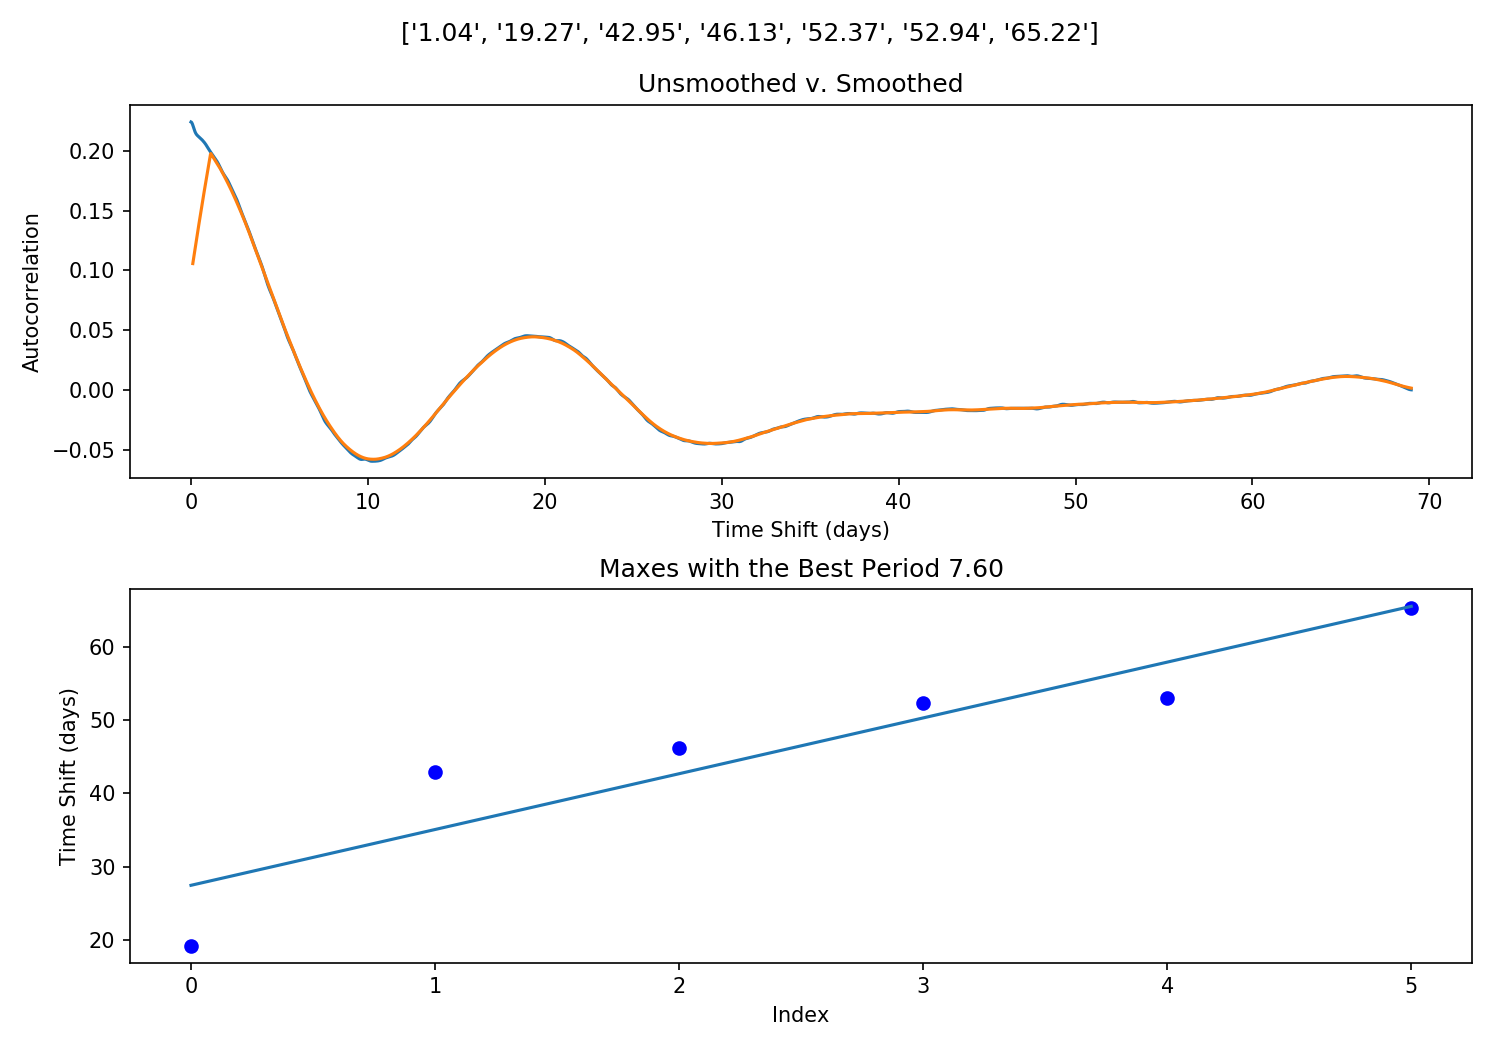 ['1.04', '19.27', '42.95', '46.13', '52.37', '52.94', '65.22']
Unsmoothed v. Smoothed
Autocorrelation
0.20
0.15
0.10
0.05
0.00
−0.05
0 10 20 30 40 50 60 70
Time Shift (days)
Maxes with the Best Period 7.60
Time Shift (days)
60
50
40
30
20
0 1 2 3 4 5
Index